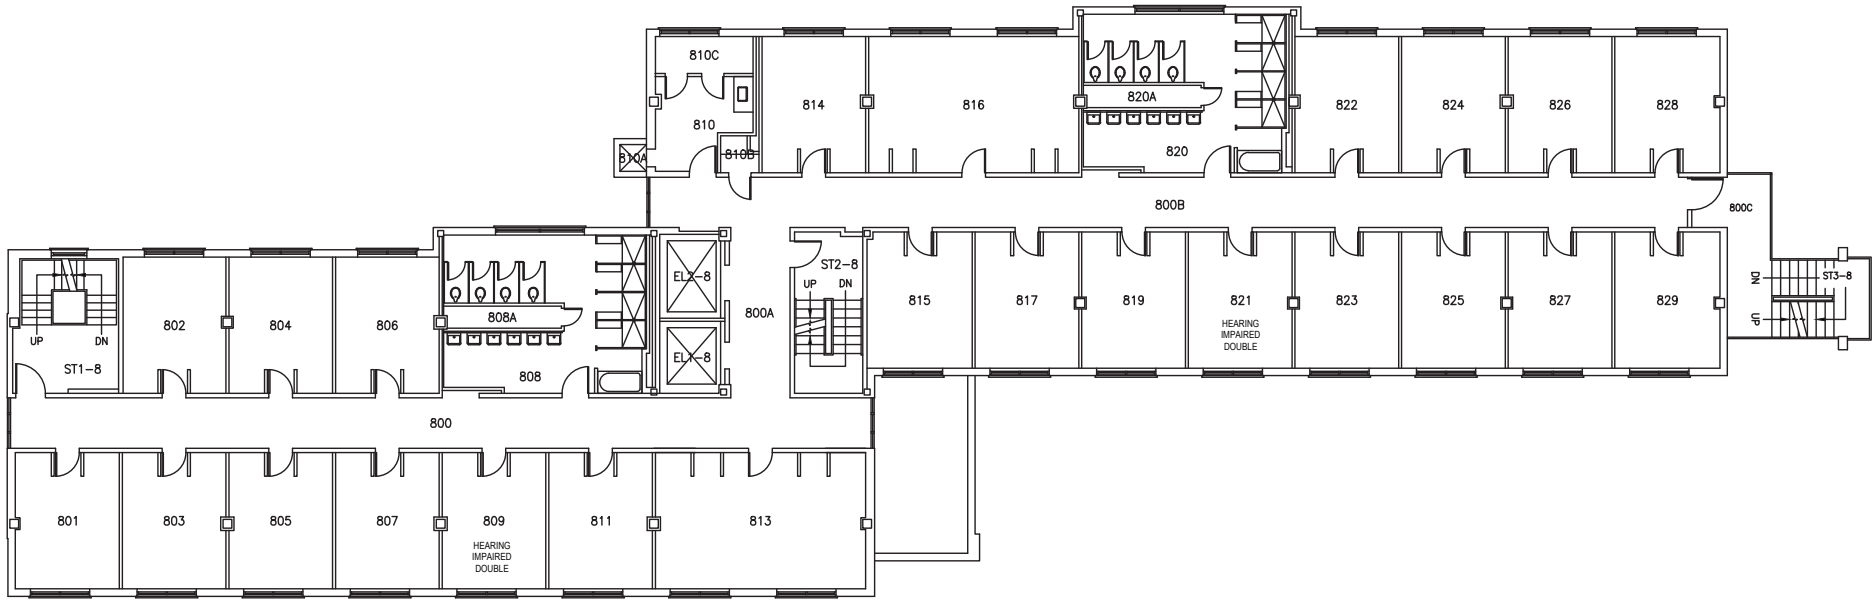 810C
814
816
820A
822
824
826
828
810
810A
810B
820
800B
800C
EL2-8
ST2-8
UP
DN
815
817
819
821
HEARING
IMPAIRED
DOUBLE
823
825
827
829
DN
ST3-8
UP
802
804
806
808A
800A
UP
DN
ST1-8
EL1-8
808
800
801
803
805
807
809
HEARING
IMPAIRED
DOUBLE
811
813